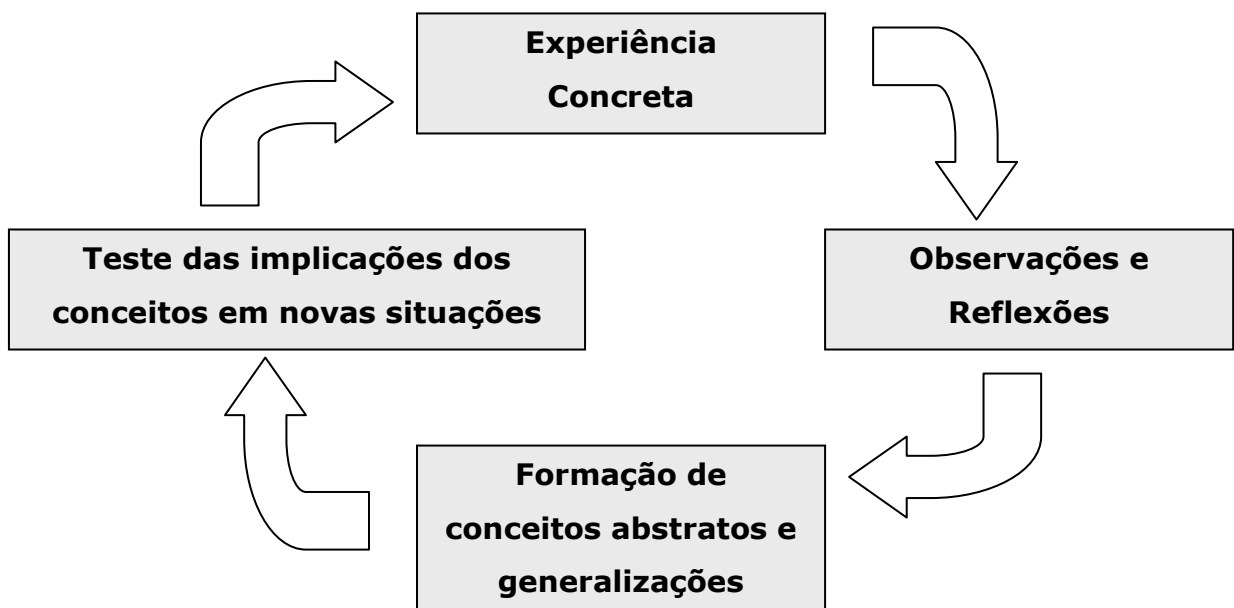 Experiência
Concreta
Teste das implicações dos
conceitos em novas situações
Observações e
Reflexões
Formação de
conceitos abstratos e
generalizações